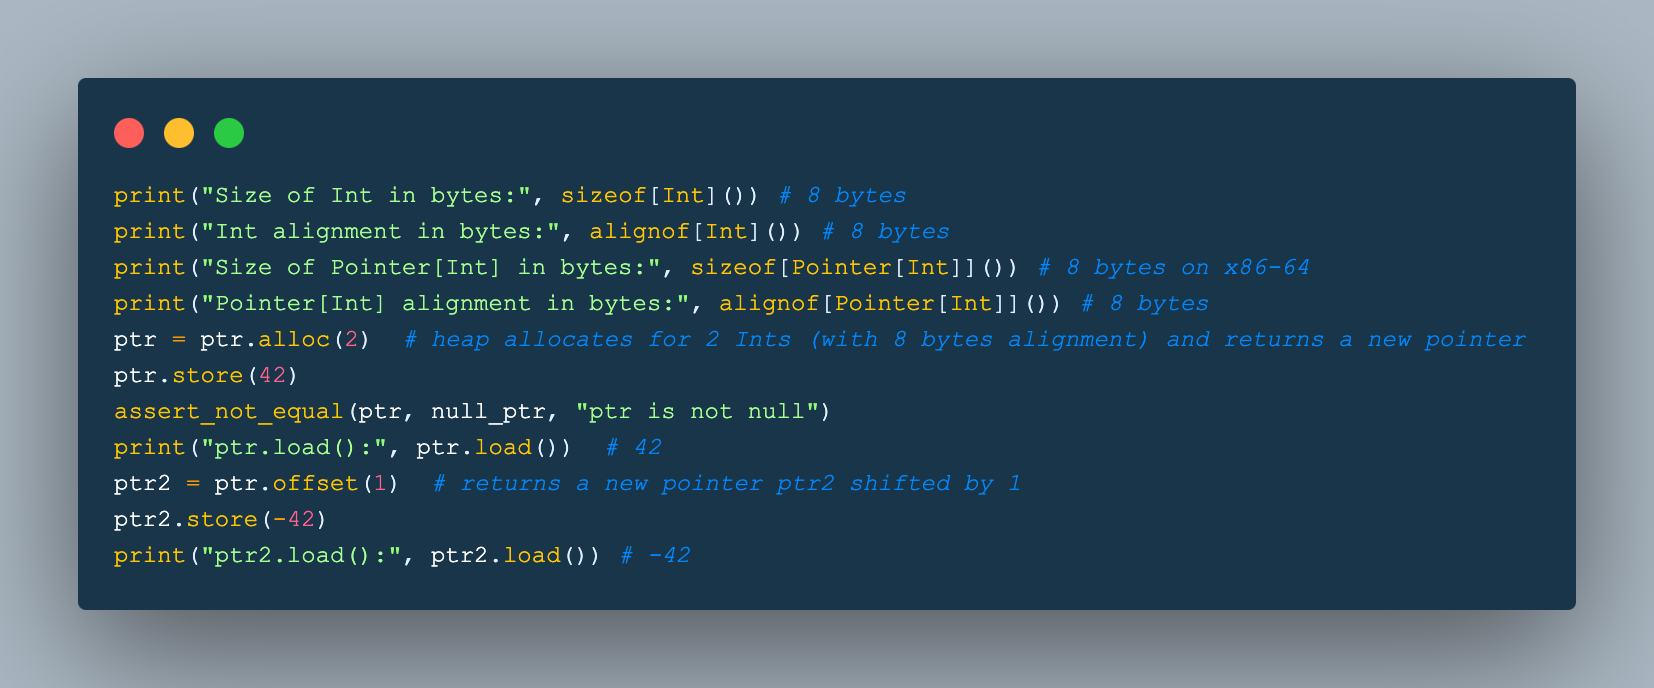 print("Size of Int in bytes:", sizeof[Int]()) # 8 bytes
print("Int alignment in bytes:", alignof[Int]()) # 8 bytes
print("Size of Pointer[Int] in bytes:", sizeof[Pointer[Int]]()) # 8 bytes on x86-64
print("Pointer[Int] alignment in bytes:", alignof[Pointer[Int]]()) # 8 bytes
ptr = ptr.alloc(2)  # heap allocates for 2 Ints (with 8 bytes alignment) and returns a new pointer
ptr.store(42)
assert_not_equal(ptr, null_ptr, "ptr is not null")
print("ptr.load():", ptr.load())  # 42
ptr2 = ptr.offset(1)  # returns a new pointer ptr2 shifted by 1
ptr2.store(-42)
print("ptr2.load():", ptr2.load()) # -42